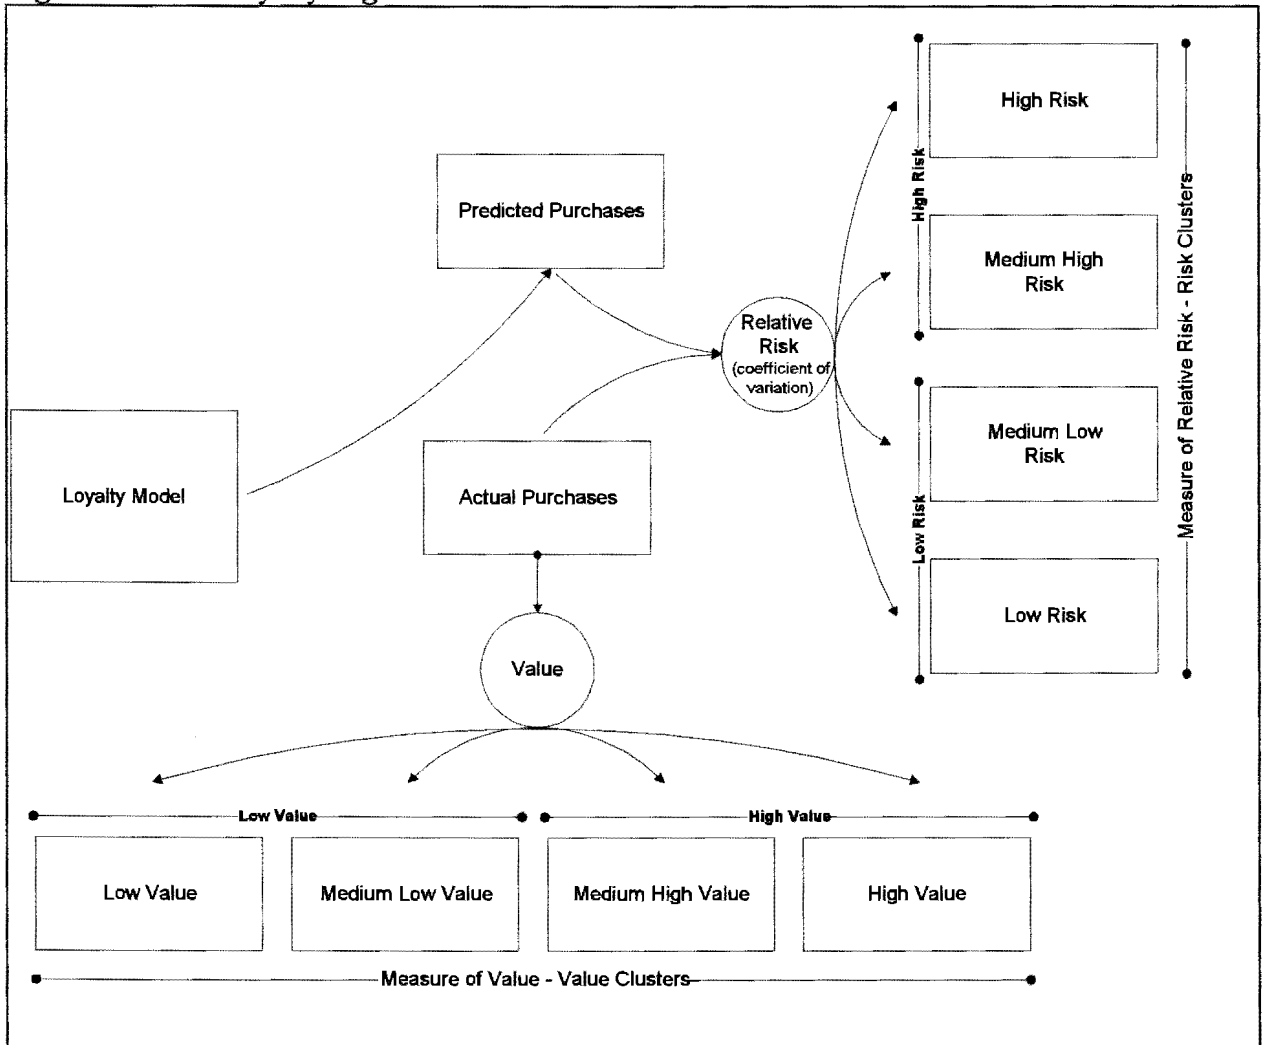 High Risk
Predicted Purchases
High Risk
Medium High
Risk
Relative
Risk
(coefficient of
variation)
Measure of Relative Risk - Risk Clusters
Medium Low
Risk
Loyalty Model
Actual Purchases
Low Risk
Low Risk
Value
Low Value
High Value
Low Value
Medium Low Value
Medium High Value
High Value
Measure of Value - Value Clusters